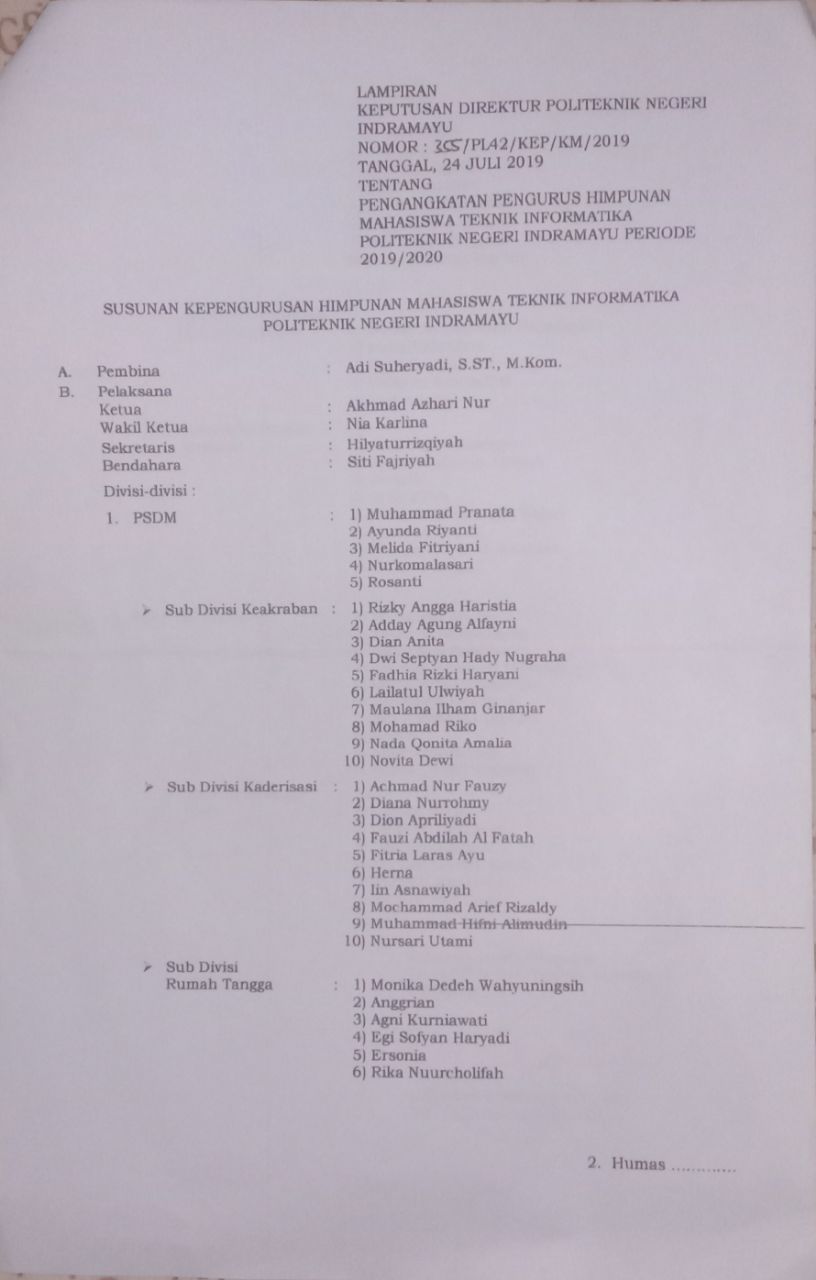 LAMPIRAN
KEPUTUSAN DIREKTUR POLITEKNIK NEGERI
INDRAMAYU
NOMOR : 305/PL42/KEP/KM/2019
TANGGAL, 24 JULI 2019
TENTANG
PENGANGKATAN PENGURUS HIMPUNAN
MAHASISWA TEKNIK INFORMATIKA
POLITEKNIK NEGERI INDRAMAYU PERIODE
2019/2020
SUSUNAN KEPENGURUSAN HIMPUNAN MAHASISWA TEKNIK INFORMATIKA
POLITEKNIK NEGERI INDRAMAYU
A. Pembina : Adi Suheryadi, S.ST., M.Kom.
B. Pelaksana
Ketua : Akhmad Azhari Nur
Wakil Ketua : Nia Karlina
Sekretaris : Hilyaturrizqiyah
Bendahara : Siti Fajriyah
Divisi-divisi :
1. PSDM : 1) Muhammad Pranata
2) Ayunda Riyanti
3) Melida Fitriyani
4) Nurkomalasari
5) Rosanti
➢ Sub Divisi Keakraban : 1) Rizky Angga Haristia
2) Adday Agung Alfayni
3) Dian Anita
4) Dwi Septyan Hady Nugraha
5) Fadhia Rizki Haryani
6) Lailatul Ulwiyah
7) Maulana Ilham Ginanjar
8) Mohamad Riko
9) Nada Qonita Amalia
10) Novita Dewi
➢ Sub Divisi Kaderisasi : 1) Achmad Nur Fauzy
2) Diana Nurrohmy
3) Dion Apriliyadi
4) Fauzi Abdilah Al Fatah
5) Fitria Laras Ayu
6) Herna
7) Iin Asnawiyah
8) Mochammad Arief Rizaldy
9) Muhammad Hifni Alimudin
10) Nursari Utami
➢ Sub Divisi
Rumah Tangga : 1) Monika Dedeh Wahyuningsih
2) Anggrian
3) Agni Kurniawati
4) Egi Sofyan Haryadi
5) Ersonia
6) Rika Nuurcholifah
2. Humas .............